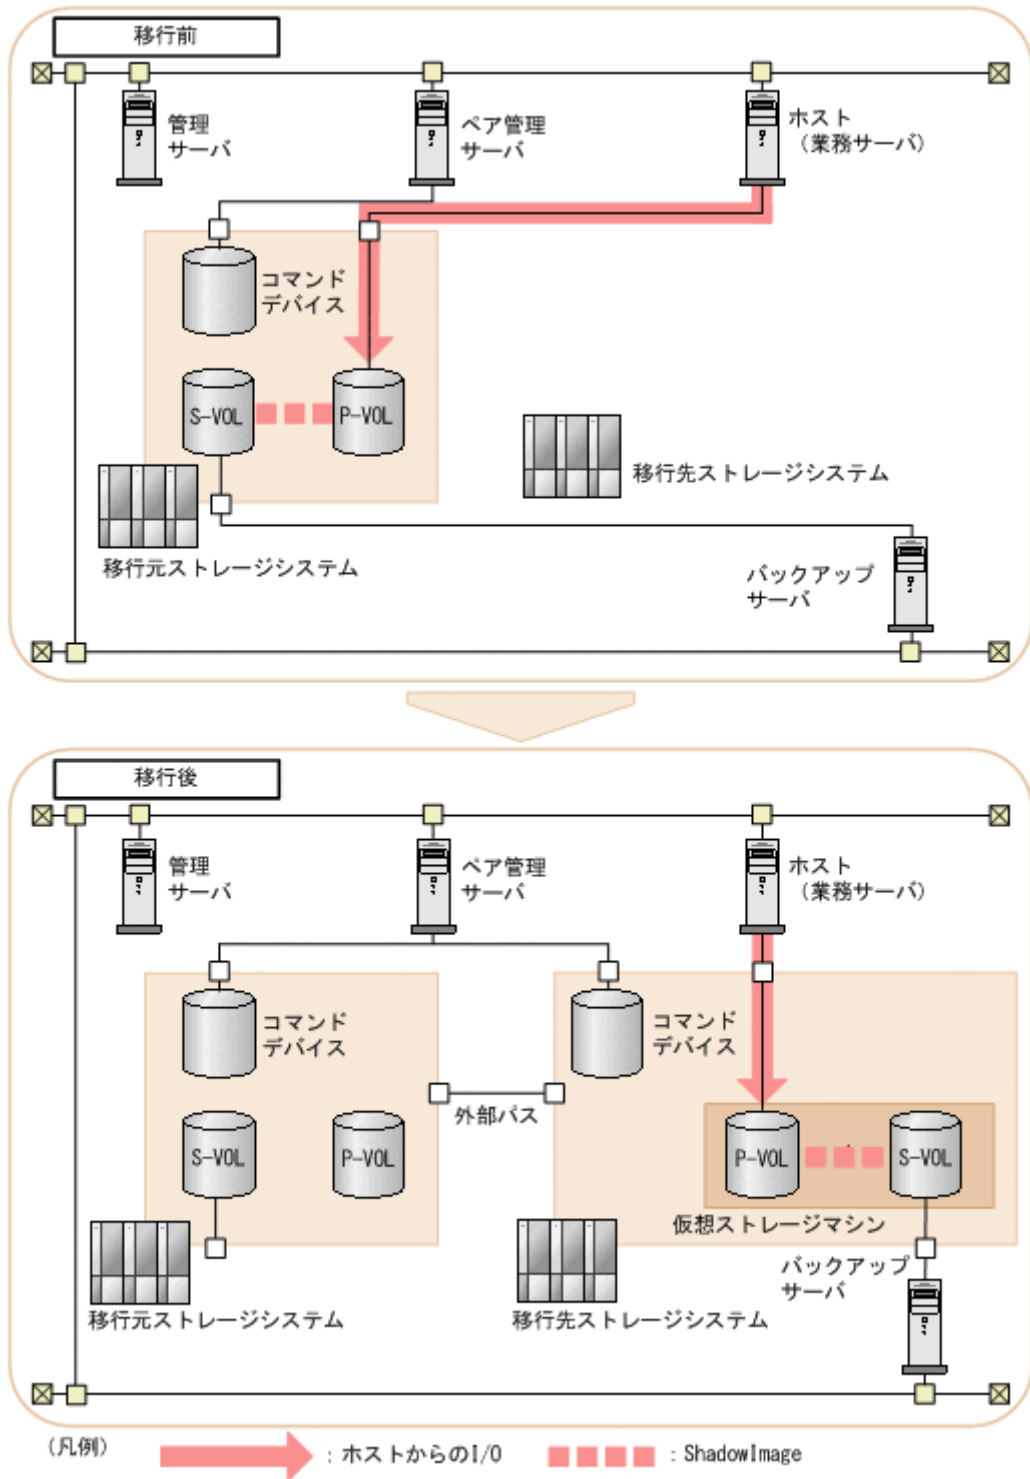 移行前
管理
サーバ
ペア管理
サーバ
ホスト
(業務サーバ)
コマンド
デバイス
S-VOL
P-VOL
移行先ストレージシステム
移行元ストレージシステム
バックアップ
サーバ
移行後
管理
サーバ
ペア管理
サーバ
ホスト
(業務サーバ)
コマンド
デバイス
コマンド
デバイス
外部パス
S-VOL
P-VOL
P-VOL
S-VOL
仮想ストレージマシン
バックアップ
サーバ
移行元ストレージシステム
移行先ストレージシステム
(凡例)
:ホストからのI/O
:ShadowImage